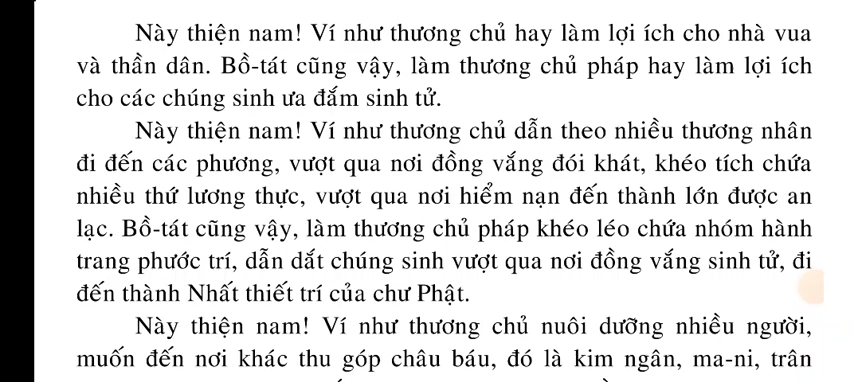 Này thiện nam! Ví như thương chủ hay làm lợi ích cho nhà vua
và thần dân. Bồ-tát cũng vậy, làm thương chủ pháp hay làm lợi ích
cho các chúng sinh ưa đắm sinh tử.
Này thiện nam! Ví như thương chủ dẫn theo nhiều thương nhân
đi đến các phương, vượt qua nơi đồng vắng đói khát, khéo tích chứa
nhiều thứ lương thực, vượt qua nơi hiểm nạn đến thành lớn được an
lạc. Bồ-tát cũng vậy, làm thương chủ pháp khéo léo chứa nhóm hành
trang phước trí, dẫn dắt chúng sinh vượt qua nơi đồng vắng sinh tử, đi
đến thành Nhất thiết trí của chư Phật.
Này thiện nam! Ví như thương chủ nuôi dưỡng nhiều người,
muốn đến nơi khác thu góp châu báu, đó là kim ngân, ma-ni, trân